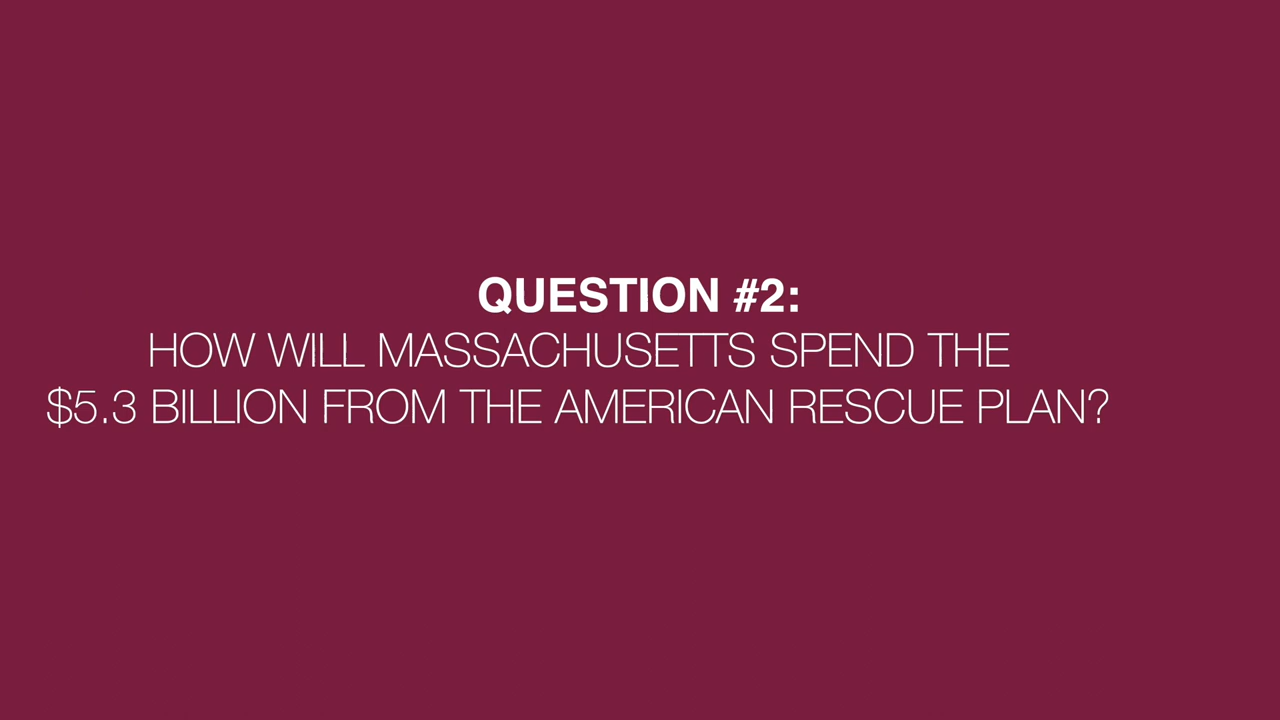 QUESTION #2:
HOW WILL MASSACHUSETTS SPEND THE
$5.3 BILLION FROM THE AMERICAN RESCUE PLAN?